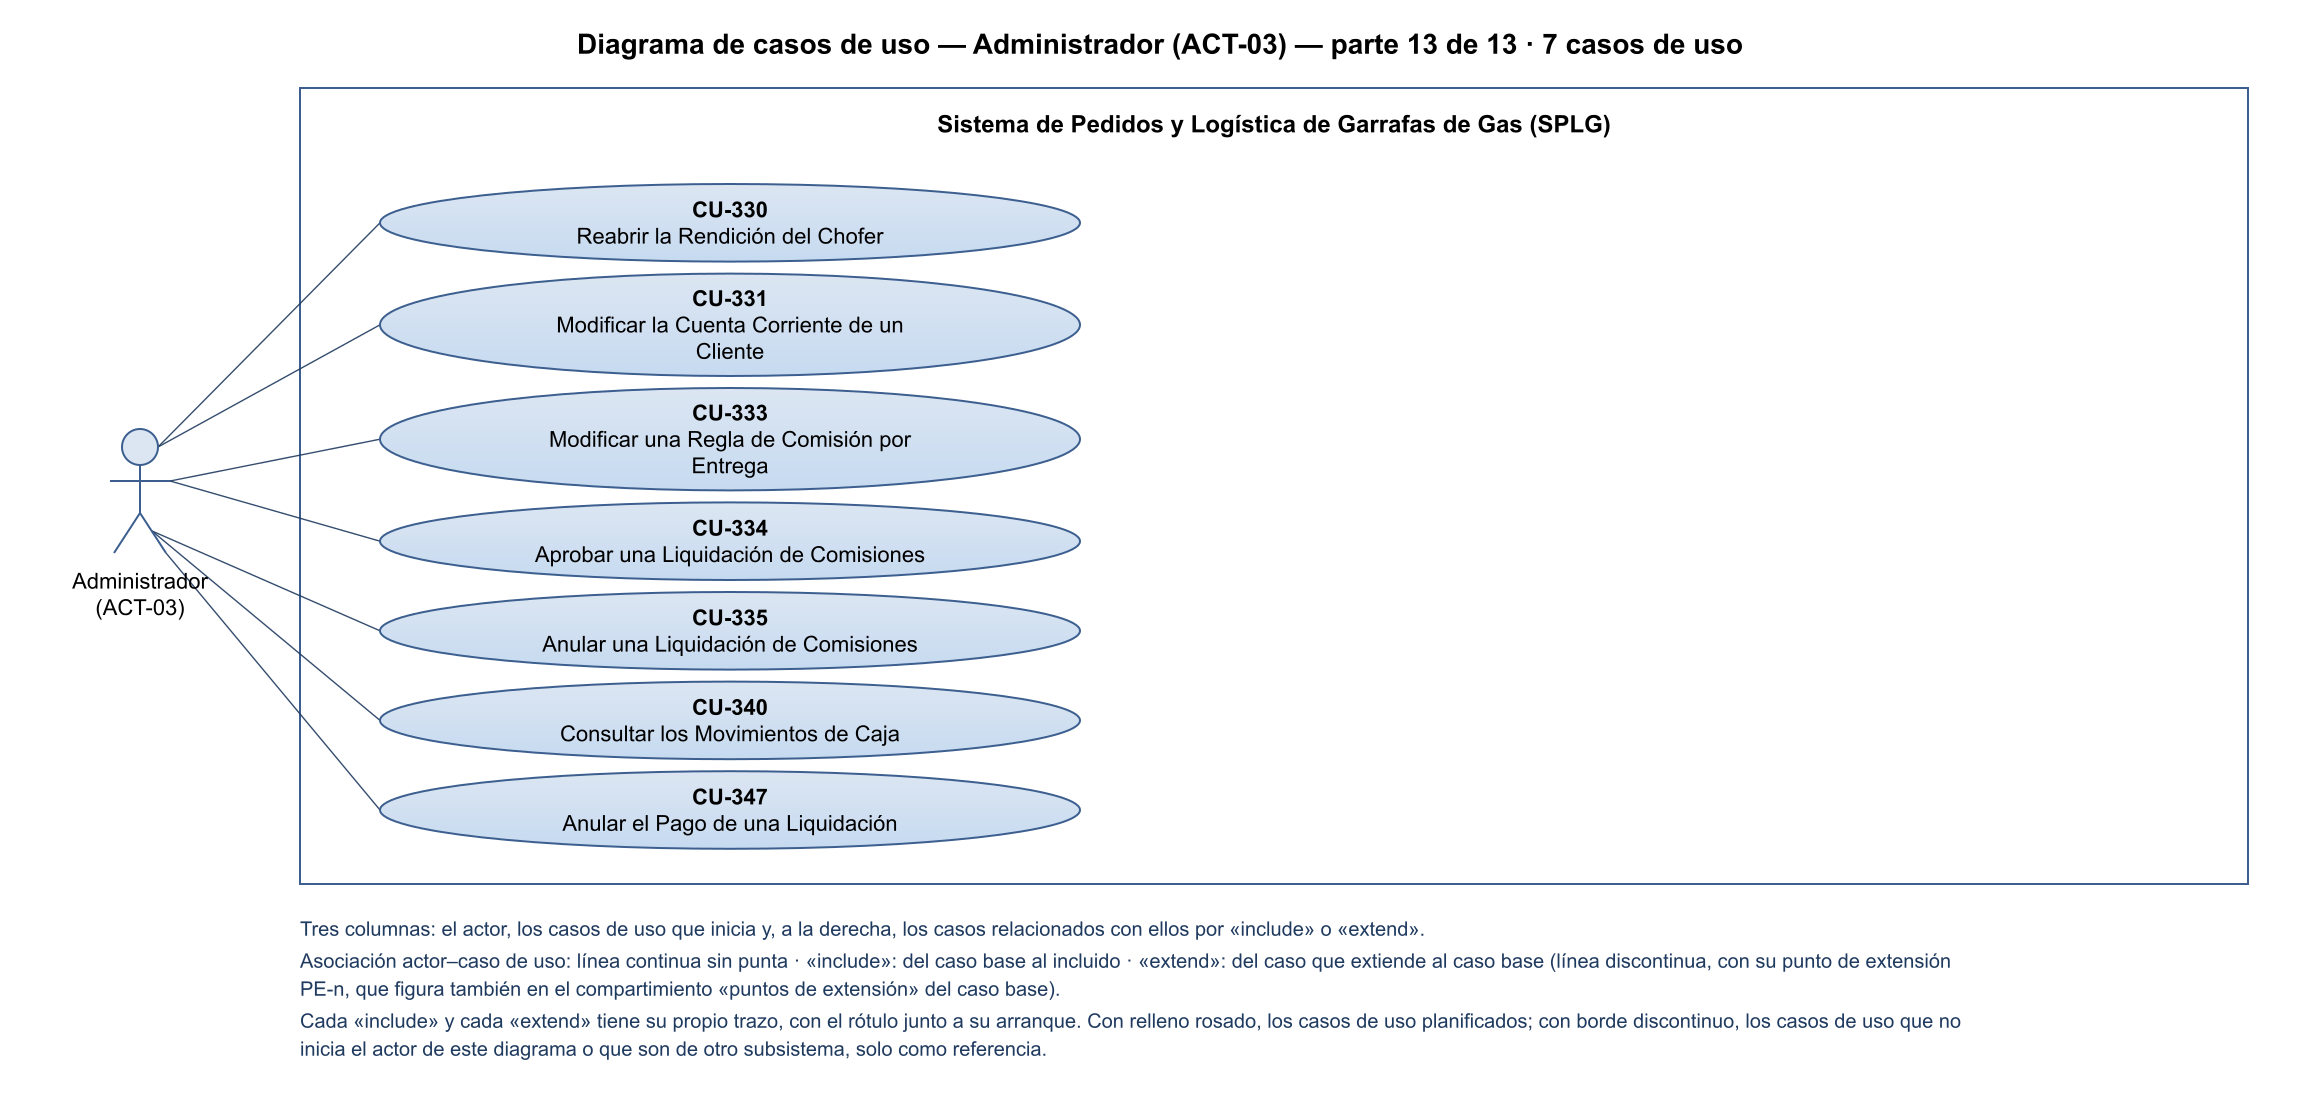 Diagrama de casos de uso — Administrador (ACT-03) — parte 13 de 13 · 7 casos de uso
Sistema de Pedidos y Logística de Garrafas de Gas (SPLG)
CU-330
Reabrir la Rendición del Chofer
CU-331
Modificar la Cuenta Corriente de un
Cliente
CU-333
Modificar una Regla de Comisión por
Entrega
CU-334
Aprobar una Liquidación de Comisiones
Administrador
(ACT-03)
CU-335
Anular una Liquidación de Comisiones
CU-340
Consultar los Movimientos de Caja
CU-347
Anular el Pago de una Liquidación
Tres columnas: el actor, los casos de uso que inicia y, a la derecha, los casos relacionados con ellos por «include» o «extend».
Asociación actor–caso de uso: línea continua sin punta · «include»: del caso base al incluido · «extend»: del caso que extiende al caso base (línea discontinua, con su punto de extensión
PE-n, que figura también en el compartimiento «puntos de extensión» del caso base).
Cada «include» y cada «extend» tiene su propio trazo, con el rótulo junto a su arranque. Con relleno rosado, los casos de uso planificados; con borde discontinuo, los casos de uso que no
inicia el actor de este diagrama o que son de otro subsistema, solo como referencia.